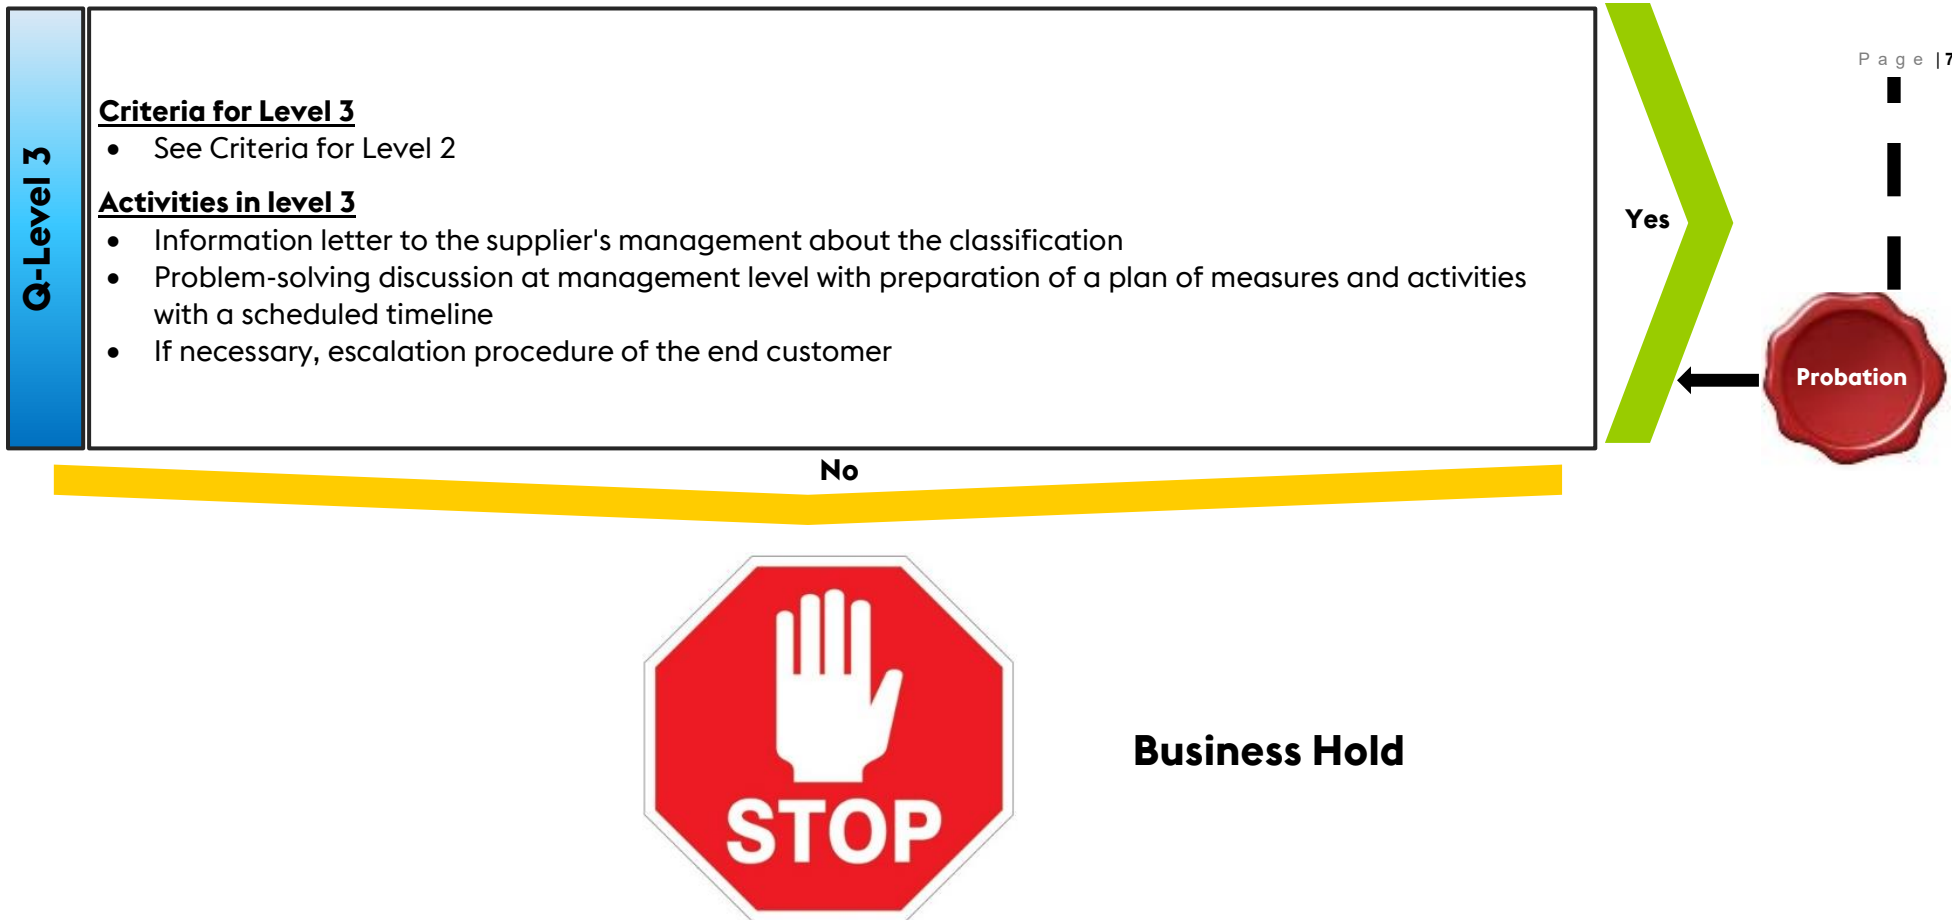 Page | 7
Q-Level 3
Criteria for Level 3
• See Criteria for Level 2
Activities in level 3
• Information letter to the supplier's management about the classification
• Problem-solving discussion at management level with preparation of a plan of measures and activities
with a scheduled timeline
• If necessary, escalation procedure of the end customer
Yes
Probation
No
STOP
Business Hold